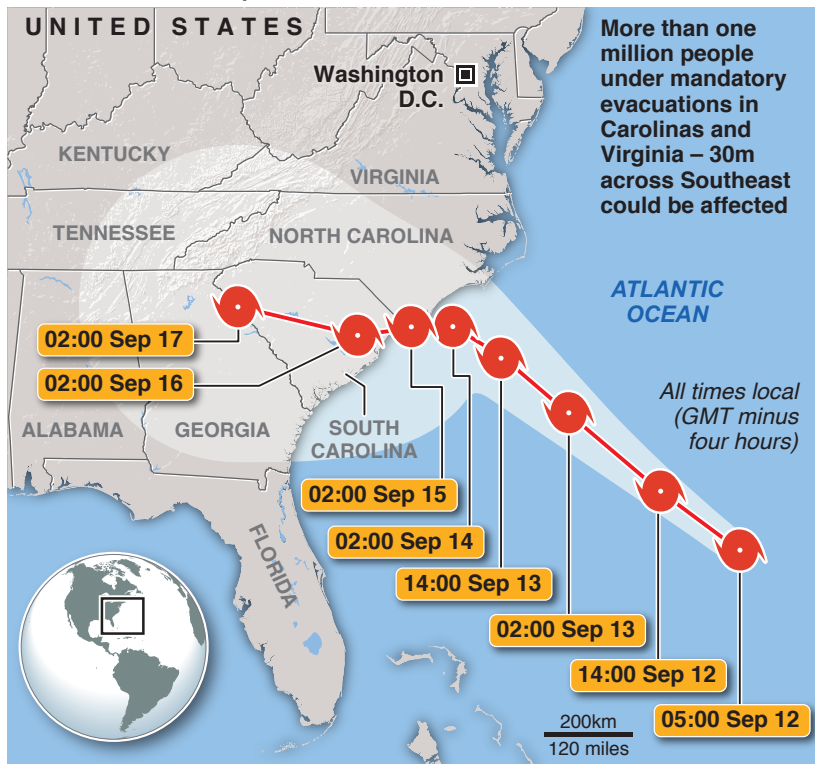 UNITED STATES
Washington
D.C.
More than one
million people
under mandatory
evacuations in
Carolinas and
Virginia – 30m
across Southeast
could be affected
KENTUCKY
VIRGINIA
TENNESSEE
NORTH CAROLINA
ATLANTIC
OCEAN
02:00 Sep 17
02:00 Sep 16
All times local
(GMT minus
four hours)
ALABAMA
GEORGIA
SOUTH
CAROLINA
02:00 Sep 15
02:00 Sep 14
FLORIDA
14:00 Sep 13
02:00 Sep 13
14:00 Sep 12
05:00 Sep 12
200km
120 miles